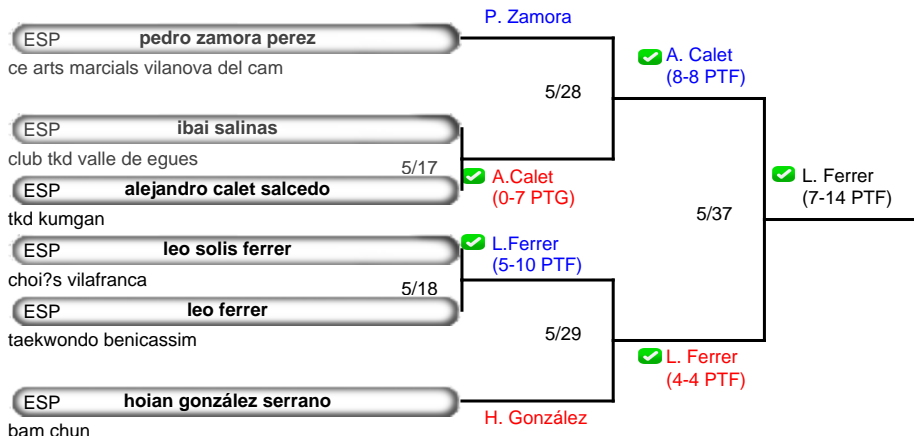 P. Zamora
ESP pedro zamora perez
ce arts marcials vilanova del cam
A. Calet
(8-8 PTF)
5/28
ESP ibai salinas
club tkd valle de egues
5/17
A.Calet
(0-7 PTG)
ESP alejandro calet salcedo
tkd kumgan
L. Ferrer
(7-14 PTF)
5/37
ESP leo solis ferrer
choi?s vilafranca
L.Ferrer
(5-10 PTF)
5/18
ESP leo ferrer
taekwondo benicassim
5/29
L. Ferrer
(4-4 PTF)
ESP hoian gonzález serrano
bam chun
H. González